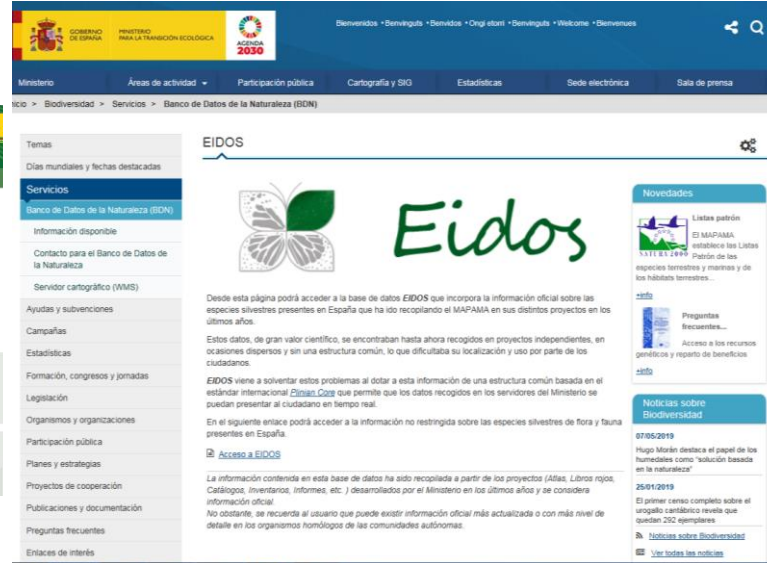 GOBIERNO
DE ESPAÑA
MINISTERIO
PARA LA TRANSICIÓN ECOLÓGICA
AGENDA
2030
Bienvenidos •Benvinguts •Benvidos •Ongi etorri •Benvinguts •Welcome •Bienvenues
Ministerio
Áreas de actividad
Participación pública
Cartografía y SIG
Estadísticas
Sede electrónica
Sala de prensa
icio > Biodiversidad > Servicios > Banco de Datos de la Naturaleza (BDN)
Temas
Días mundiales y fechas destacadas
Servicios
Banco de Datos de la Naturaleza (BDN)
Información disponible
Contacto para el Banco de Datos de
la Naturaleza
Servidor cartográfico (WMS)
Ayudas y subvenciones
Campañas
Estadísticas
Formación, congresos y jornadas
Legislación
Organismos y organizaciones
Participación pública
Planes y estrategias
Proyectos de cooperación
Publicaciones y documentación
Preguntas frecuentes
Enlaces de interés
EIDOS
Eidos
Desde esta página podrá acceder a la base de datos EIDOS que incorpora la información oficial sobre las
especies silvestres presentes en España que ha ido recopilando el MAPAMA en sus distintos proyectos en los
últimos años.
Estos datos, de gran valor científico, se encontraban hasta ahora recogidos en proyectos independientes, en
ocasiones dispersos y sin una estructura común, lo que dificultaba su localización y uso por parte de los
ciudadanos.
EIDOS viene a solventar estos problemas al dotar a esta información de una estructura común basada en el
estándar internacional Plinian Core que permite que los datos recogidos en los servidores del Ministerio se
puedan presentar al ciudadano en tiempo real.
En el siguiente enlace podrá acceder a la información no restringida sobre las especies silvestres de flora y fauna
presentes en España.
Acceso a EIDOS
La información contenida en esta base de datos ha sido recopilada a partir de los proyectos (Atlas, Libros rojos,
Catálogos, Inventarios, Informes, etc. ) desarrollados por el Ministerio en los últimos años y se considera
información oficial.
No obstante, se recuerda al usuario que puede existir información oficial más actualizada o con más nivel de
detalle en los organismos homólogos de las comunidades autónomas.
Novedades
NATURA 2000
Listas patrón
El MAPAMA
establece las Listas
Patrón de las
especies terrestres y marinas y de
los hábitats terrestres...
+info
Preguntas
frecuentes...
Acceso a los recursos
genéticos y reparto de beneficios
+info
Noticias sobre
Biodiversidad
07/05/2019
Hugo Morán destaca el papel de los
humedales como "solución basada
en la naturaleza"
25/01/2019
El primer censo completo sobre el
urogallo cantábrico revela que
quedan 292 ejemplares
Noticias sobre Biodiversidad
Ver todas las noticias